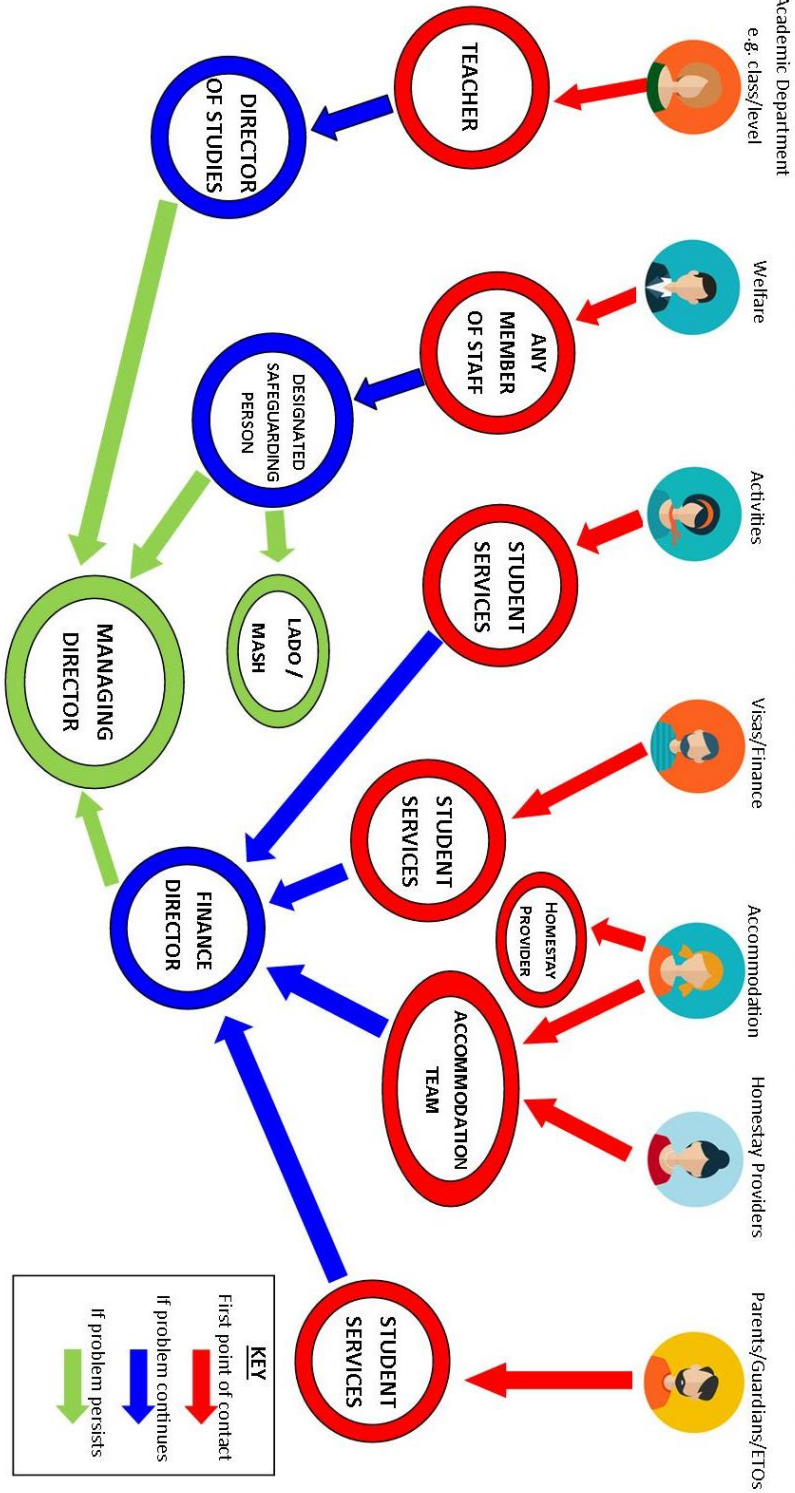 Academic Department
e.g. class/level
Welfare
Activities
Visas/Finance
Accommodation
Homestay Providers
Parents/Guardians/ETOs
TEACHER
ANY
MEMBER
OF STAFF
STUDENT
SERVICES
STUDENT
SERVICES
HOMESTAY
PROVIDER
ACCOMMODATION
TEAM
STUDENT
SERVICES
DIRECTOR
OF STUDIES
DESIGNATED
SAFEGUARDING
PERSON
LADO /
MASH
FINANCE
DIRECTOR
MANAGING
DIRECTOR
KEY
First point of contact
If problem continues
If problem persists